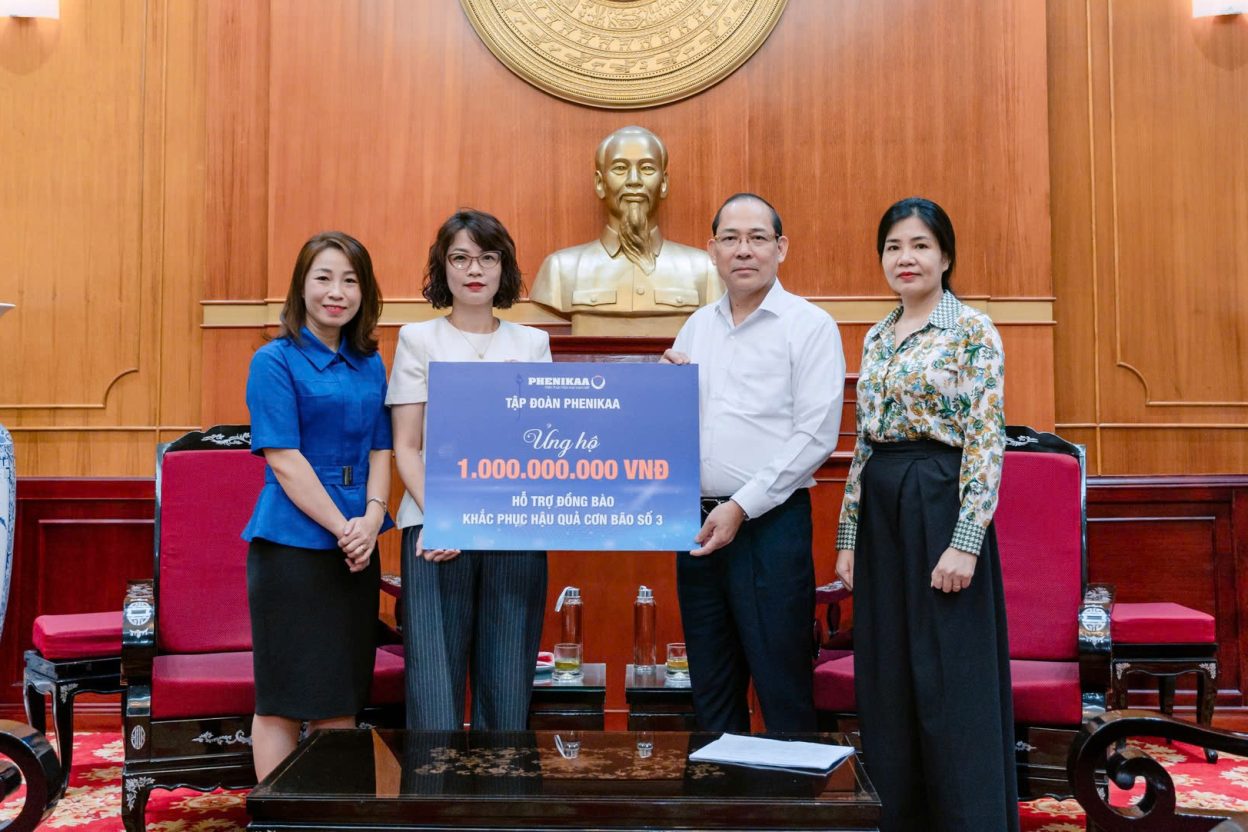 PHENIKAA
TẬP ĐOÀN PHENIKAA
Ủng hộ
1.000.000.000 VNĐ
HỖ TRỢ ĐỒNG BÀO
KHẮC PHỤC HẬU QUẢ CƠN BÃO SỐ 3